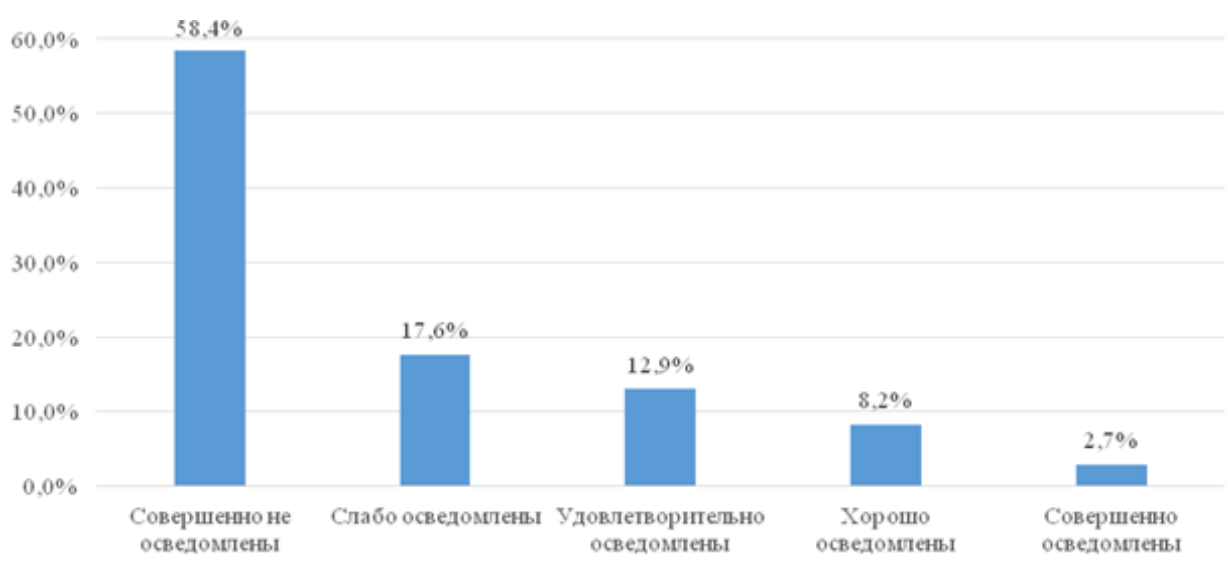 58,4%
60,0%
50,0%
40,0%
30,0%
17,6%
20,0%
12,9%
8,2%
10,0%
2,7%
0,0%
Совершенно не
осведомлены
Слабо осведомлены
Удовлетворительно
осведомлены
Хорошо
осведомлены
Совершенно
осведомлены